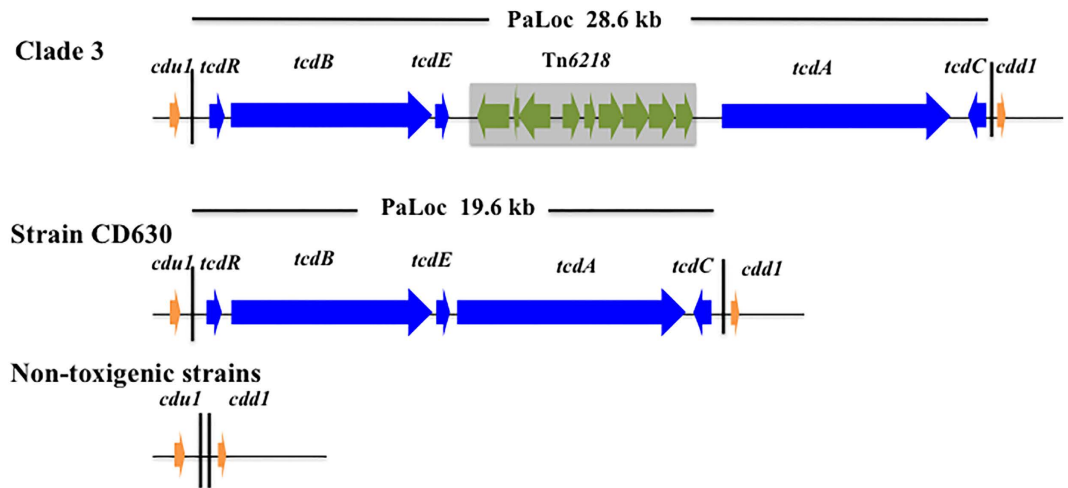 PaLoc 28.6 kb
Clade 3
cdu1 tcdR tcdB tcdE Tn6218 tcdA tcdC cdd1
PaLoc 19.6 kb
Strain CD630
cdu1 tcdR tcdB tcdE tcdA tcdC cdd1
Non-toxigenic strains
cdu1 cdd1